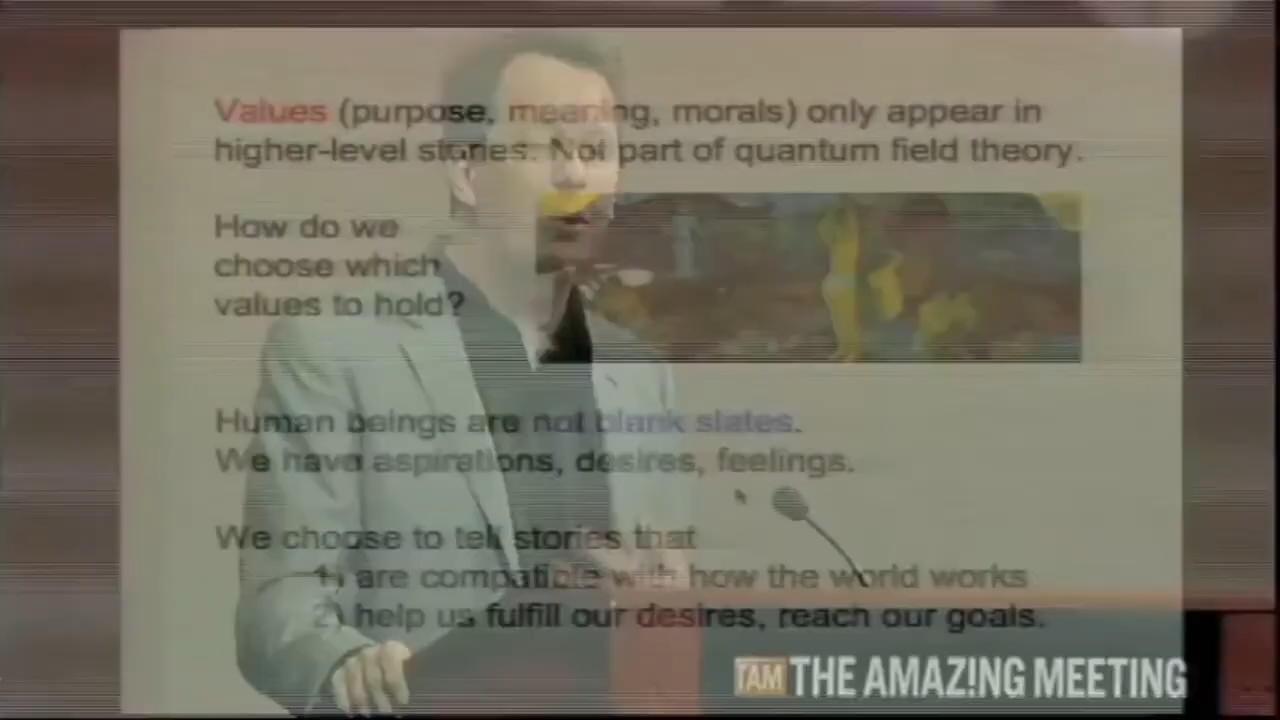 Values (purpose, meaning, morals) only appear in
higher-level stories. Not part of quantum field theory.
How do we
choose which
values to hold?
Human beings are not blank slates.
We have aspirations, desires, feelings.
We choose to tell stories that
1) are compatible with how the world works
2) help us fulfill our desires, reach our goals.
TAM THE AMAZ!NG MEETING